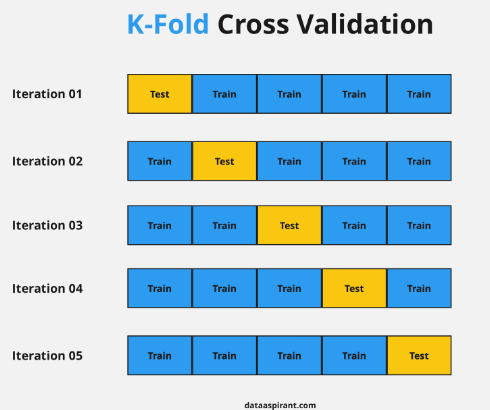 K-Fold Cross Validation
Iteration 01 Test Train Train Train Train
Iteration 02 Train Test Train Train Train
Iteration 03 Train Train Test Train Train
Iteration 04 Train Train Train Test Train
Iteration 05 Train Train Train Train Test
dataaspirant.com